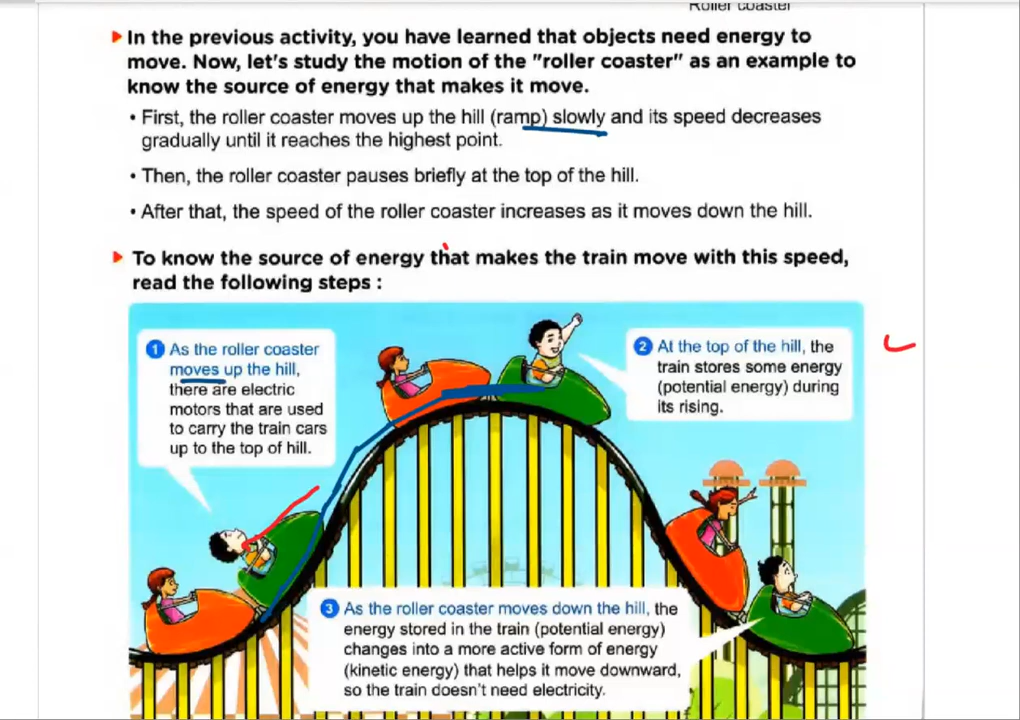 Roller coaster
In the previous activity, you have learned that objects need energy to
move. Now, let's study the motion of the "roller coaster" as an example to
know the source of energy that makes it move.
• First, the roller coaster moves up the hill (ramp) slowly and its speed decreases
gradually until it reaches the highest point.
• Then, the roller coaster pauses briefly at the top of the hill.
• After that, the speed of the roller coaster increases as it moves down the hill.
To know the source of energy that makes the train move with this speed,
read the following steps :
1 As the roller coaster
moves up the hill,
there are electric
motors that are used
to carry the train cars
up to the top of hill.
2 At the top of the hill, the
train stores some energy
(potential energy) during
its rising.
3 As the roller coaster moves down the hill, the
energy stored in the train (potential energy)
changes into a more active form of energy
(kinetic energy) that helps it move downward,
so the train doesn't need electricity.